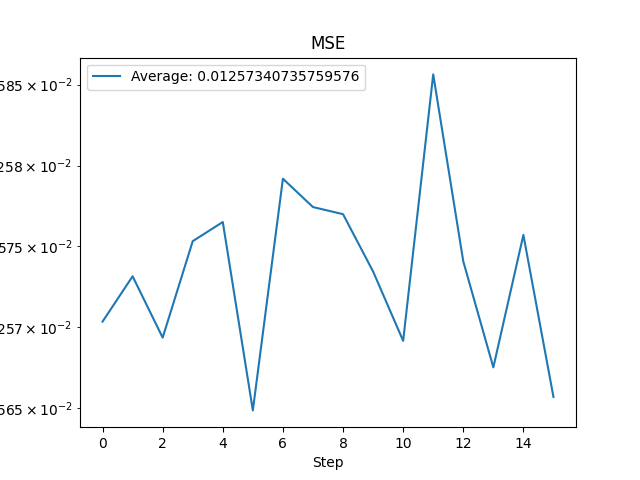 MSE
Average: 0.01257340735759576
585 × 10⁻²
258 × 10⁻²
575 × 10⁻²
257 × 10⁻²
565 × 10⁻²
0 2 4 6 8 10 12 14
Step